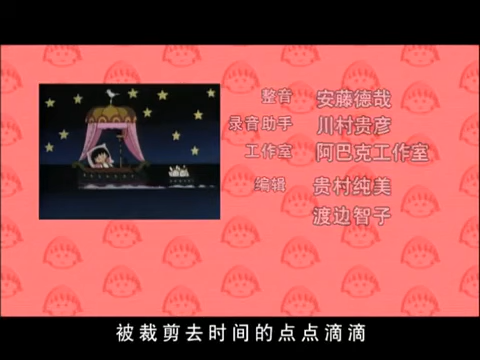 整音 安藤德哉
录音助手 川村贵彦
工作室 阿巴克工作室
编辑 贵村纯美
渡边智子
被裁剪去时间的点点滴滴